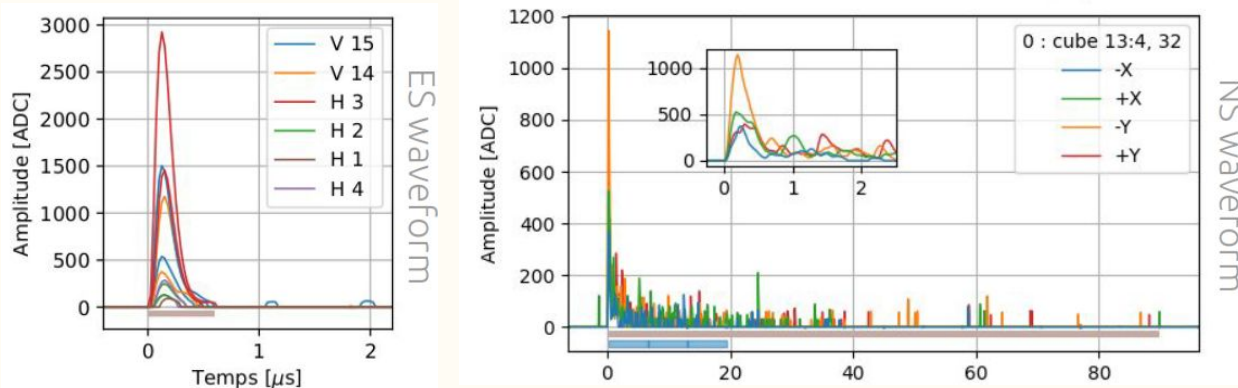 3000
2500
2000
1500
1000
500
0
Amplitude [ADC]
0 1 2
Temps [μs]
V 15
V 14
H 3
H 2
H 1
H 4
ES waveform
1200
1000
800
600
400
200
0
Amplitude [ADC]
0 20 40 60 80
1000
500
0
0 1 2
0 : cube 13:4, 32
-X
+X
-Y
+Y
NS waveform